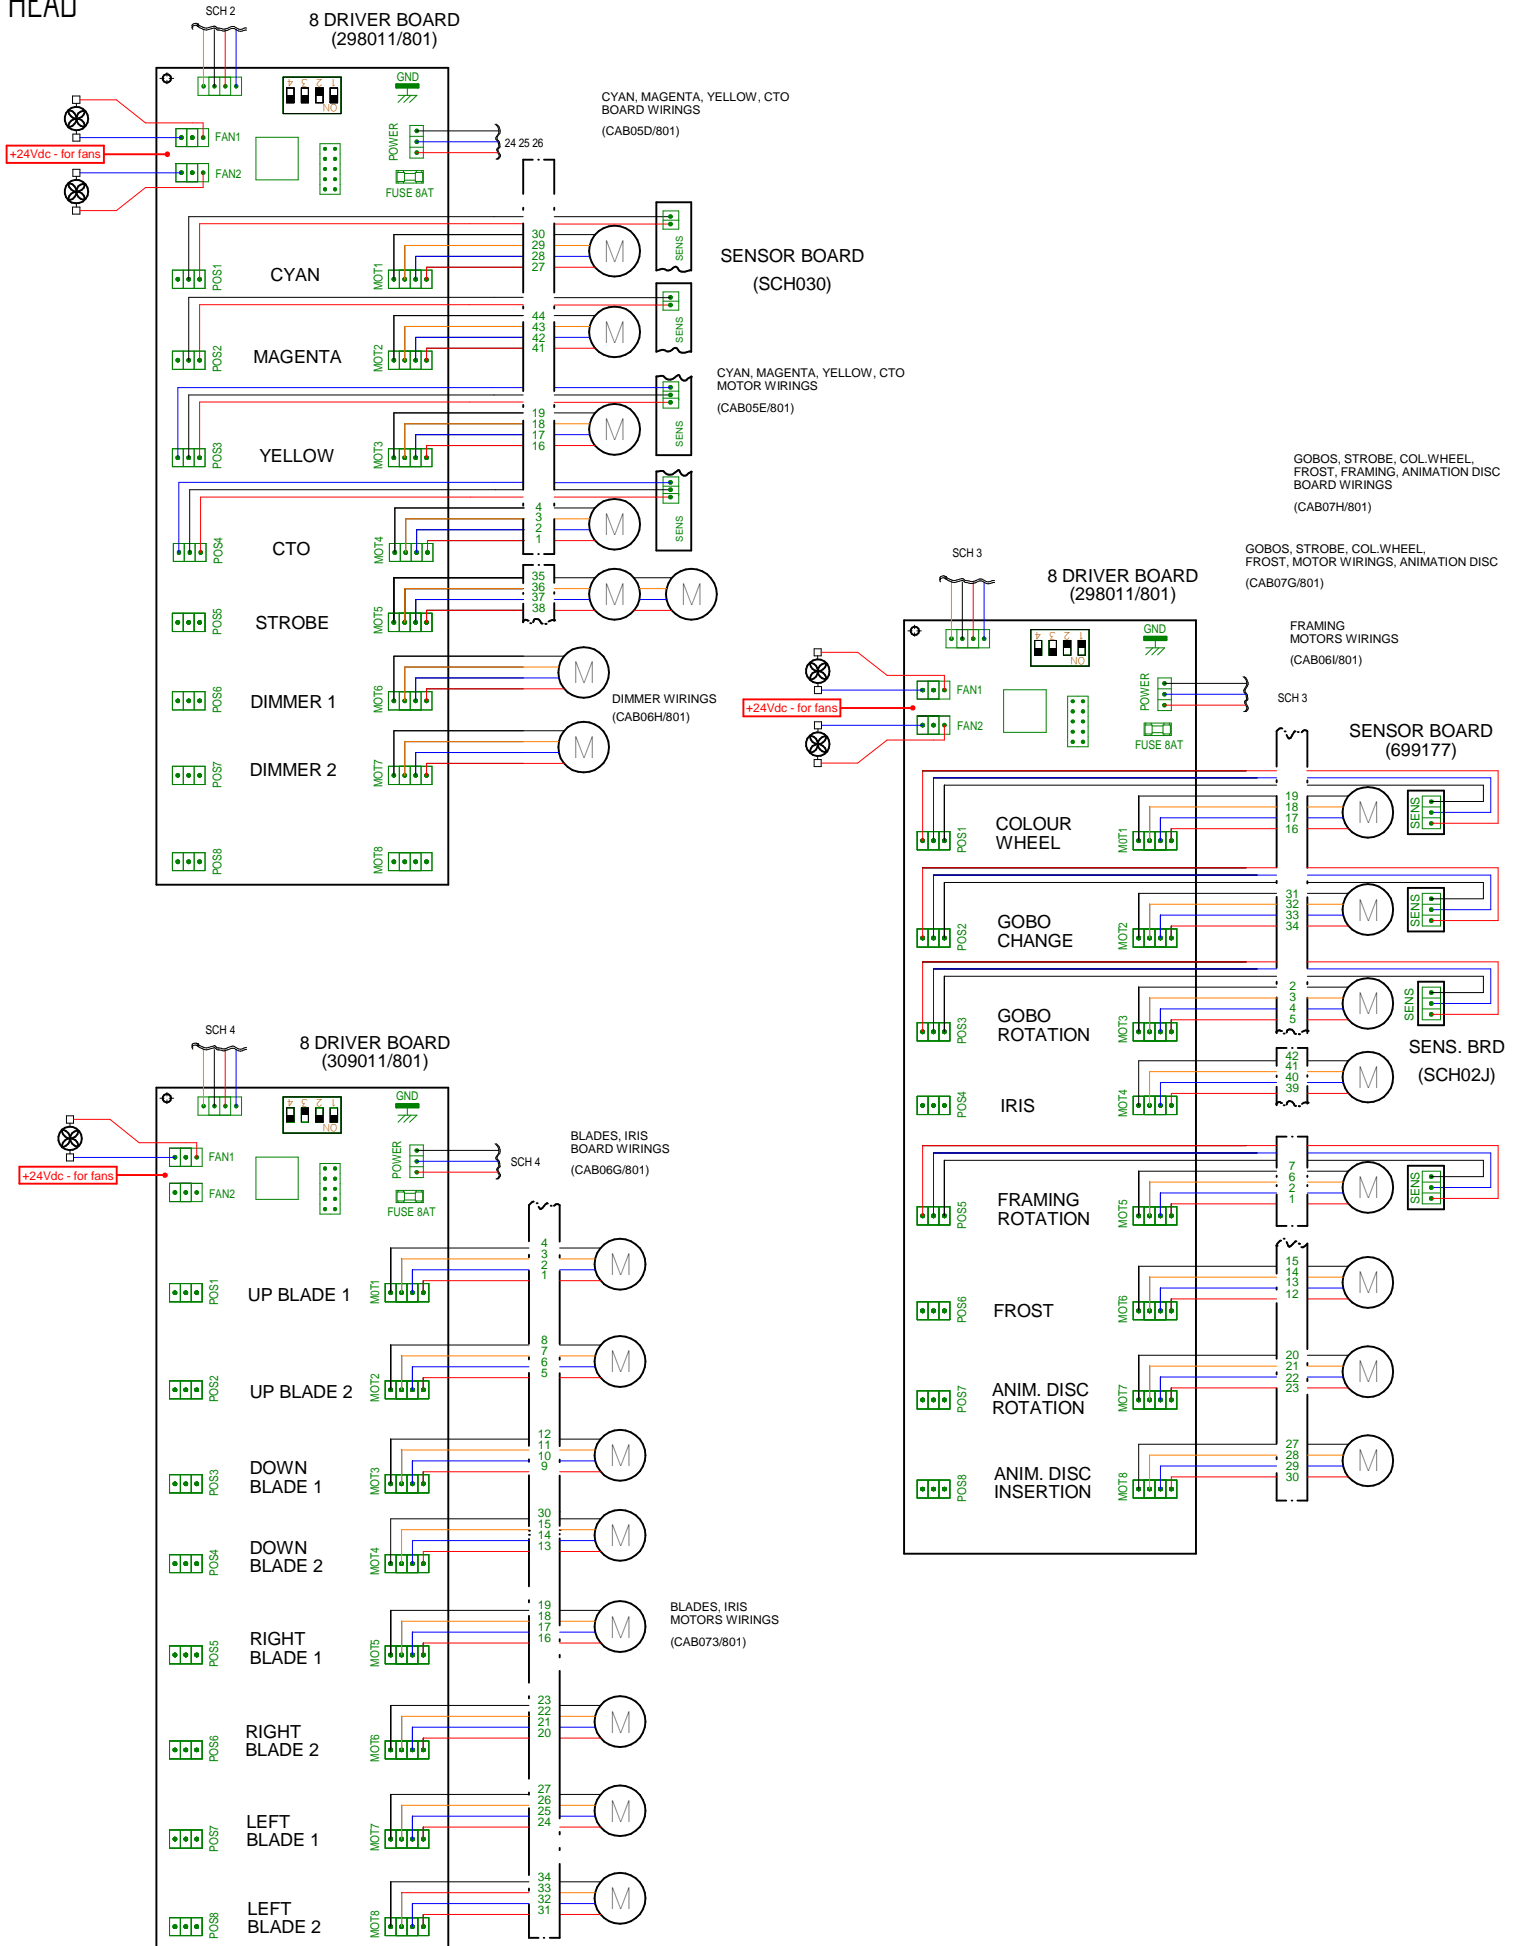 HEAD
SCH 2
8 DRIVER BOARD
(298011/801)
4 3 2 1
NO
GND
FAN1
+24Vdc - for fans
FAN2
POWER
24 25 26
FUSE 8AT
CYAN, MAGENTA, YELLOW, CTO
BOARD WIRINGS
(CAB05D/801)
POS1
CYAN
MOT1
30
29
28
27
M
SENS
SENSOR BOARD
(SCH030)
POS2
MAGENTA
MOT2
44
43
42
41
M
SENS
CYAN, MAGENTA, YELLOW, CTO
MOTOR WIRINGS
(CAB05E/801)
POS3
YELLOW
MOT3
19
18
17
16
M
SENS
POS4
CTO
MOT4
4
3
2
1
M
SENS
POS5
STROBE
MOT5
35
36
37
38
M
M
POS6
DIMMER 1
MOT6
M
DIMMER WIRINGS
(CAB06H/801)
POS7
DIMMER 2
MOT7
M
POS8
MOT8
GOBOS, STROBE, COL.WHEEL,
FROST, FRAMING, ANIMATION DISC
BOARD WIRINGS
(CAB07H/801)
GOBOS, STROBE, COL.WHEEL,
FROST, MOTOR WIRINGS, ANIMATION DISC
(CAB07G/801)
FRAMING
MOTORS WIRINGS
(CAB06I/801)
SCH 3
8 DRIVER BOARD
(298011/801)
4 3 2 1
NO
GND
FAN1
+24Vdc - for fans
FAN2
POWER
SCH 3
FUSE 8AT
SENSOR BOARD
(699177)
POS1
COLOUR
WHEEL
MOT1
19
18
17
16
M
SENS
POS2
GOBO
CHANGE
MOT2
31
32
33
34
M
SENS
POS3
GOBO
ROTATION
MOT3
2
3
4
5
M
SENS
SENS. BRD
(SCH02J)
POS4
IRIS
MOT4
42
41
40
39
M
POS5
FRAMING
ROTATION
MOT5
7
6
2
1
M
SENS
POS6
FROST
MOT6
15
14
13
12
M
POS7
ANIM. DISC
ROTATION
MOT7
20
21
22
23
M
POS8
ANIM. DISC
INSERTION
MOT8
27
28
29
30
M
SCH 4
8 DRIVER BOARD
(309011/801)
4 3 2 1
NO
GND
FAN1
+24Vdc - for fans
FAN2
POWER
SCH 4
FUSE 8AT
BLADES, IRIS
BOARD WIRINGS
(CAB06G/801)
POS1
UP BLADE 1
MOT1
4
3
2
1
M
POS2
UP BLADE 2
MOT2
8
7
6
5
M
POS3
DOWN
BLADE 1
MOT3
12
11
10
9
M
POS4
DOWN
BLADE 2
MOT4
30
15
14
13
M
POS5
RIGHT
BLADE 1
MOT5
19
18
17
16
M
BLADES, IRIS
MOTORS WIRINGS
(CAB073/801)
POS6
RIGHT
BLADE 2
MOT6
23
22
21
20
M
POS7
LEFT
BLADE 1
MOT7
27
26
25
24
M
POS8
LEFT
BLADE 2
MOT8
34
33
32
31
M